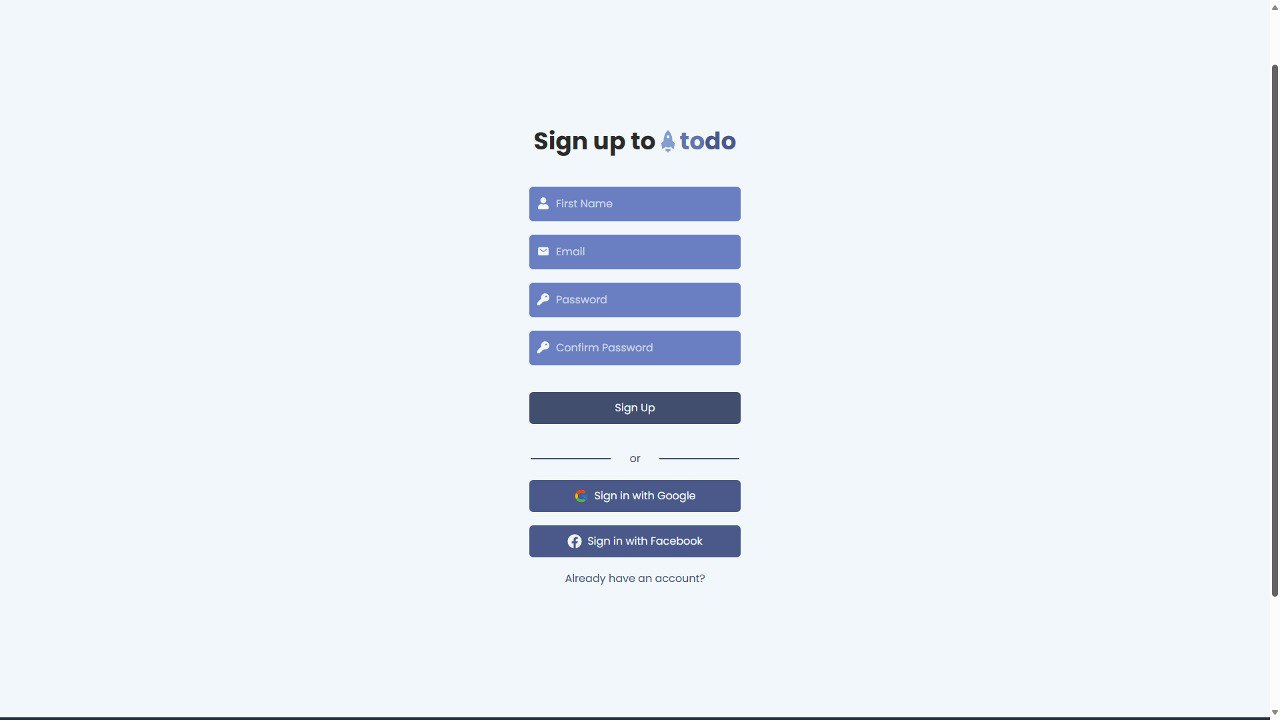 Sign up to todo
First Name
Email
Password
Confirm Password
Sign Up
or
Sign in with Google
Sign in with Facebook
Already have an account?